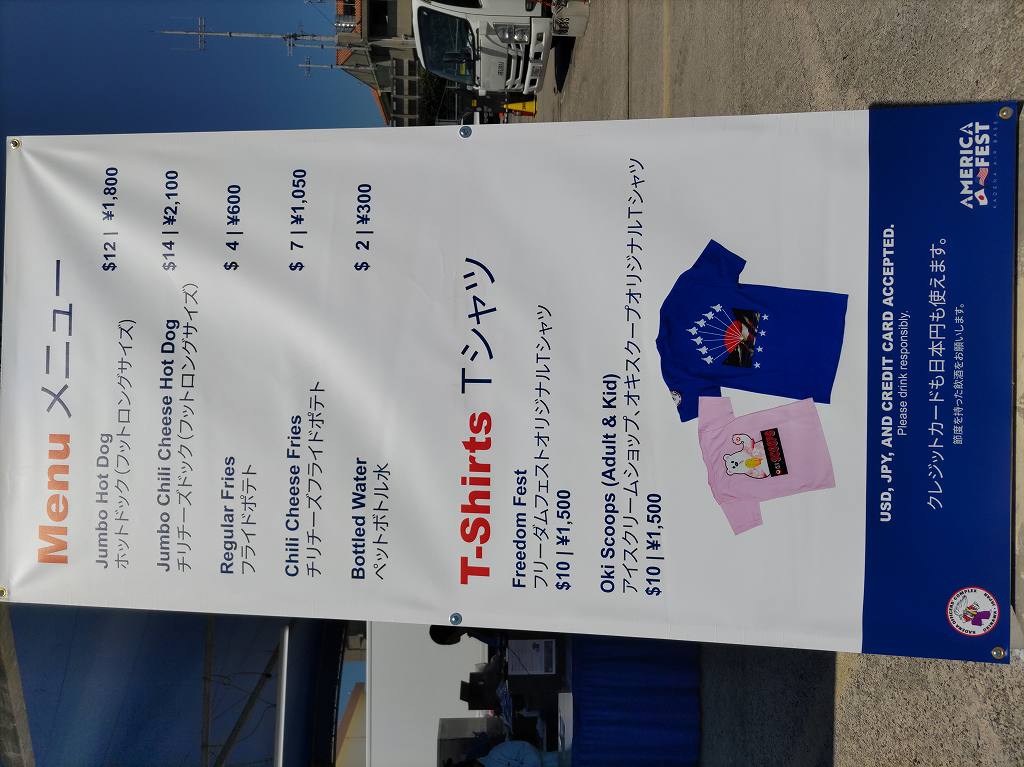 Menu メニュー
Jumbo Hot Dog $12 | ¥1,800
ホットドック（フットロングサイズ）
Jumbo Chili Cheese Hot Dog $14 | ¥2,100
チリチーズドック（フットロングサイズ）
Regular Fries $ 4 | ¥600
フライドポテト
Chili Cheese Fries $ 7 | ¥1,050
チリチーズフライドポテト
Bottled Water $ 2 | ¥300
ペットボトル水
T-Shirts Tシャツ
Freedom Fest
フリーダムフェストオリジナルTシャツ
$10 | ¥1,500
Oki Scoops (Adult & Kid)
アイスクリームショップ、オキスクープオリジナルTシャツ
$10 | ¥1,500
USD, JPY, AND CREDIT CARD ACCEPTED.
Please drink responsibly.
クレジットカードも日本円も使えます。
節度を持った飲酒をお願いします。
AMERICA
FEST
KADENA AIR BASE